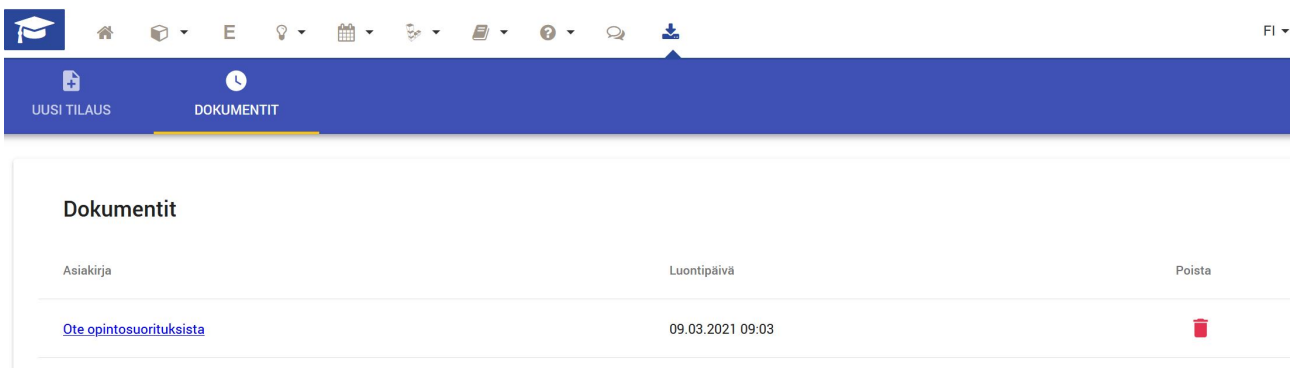 E
FI
UUSI TILAUS
DOKUMENTIT
Dokumentit
Asiakirja Luontipäivä Poista
Ote opintosuorituksista 09.03.2021 09:03